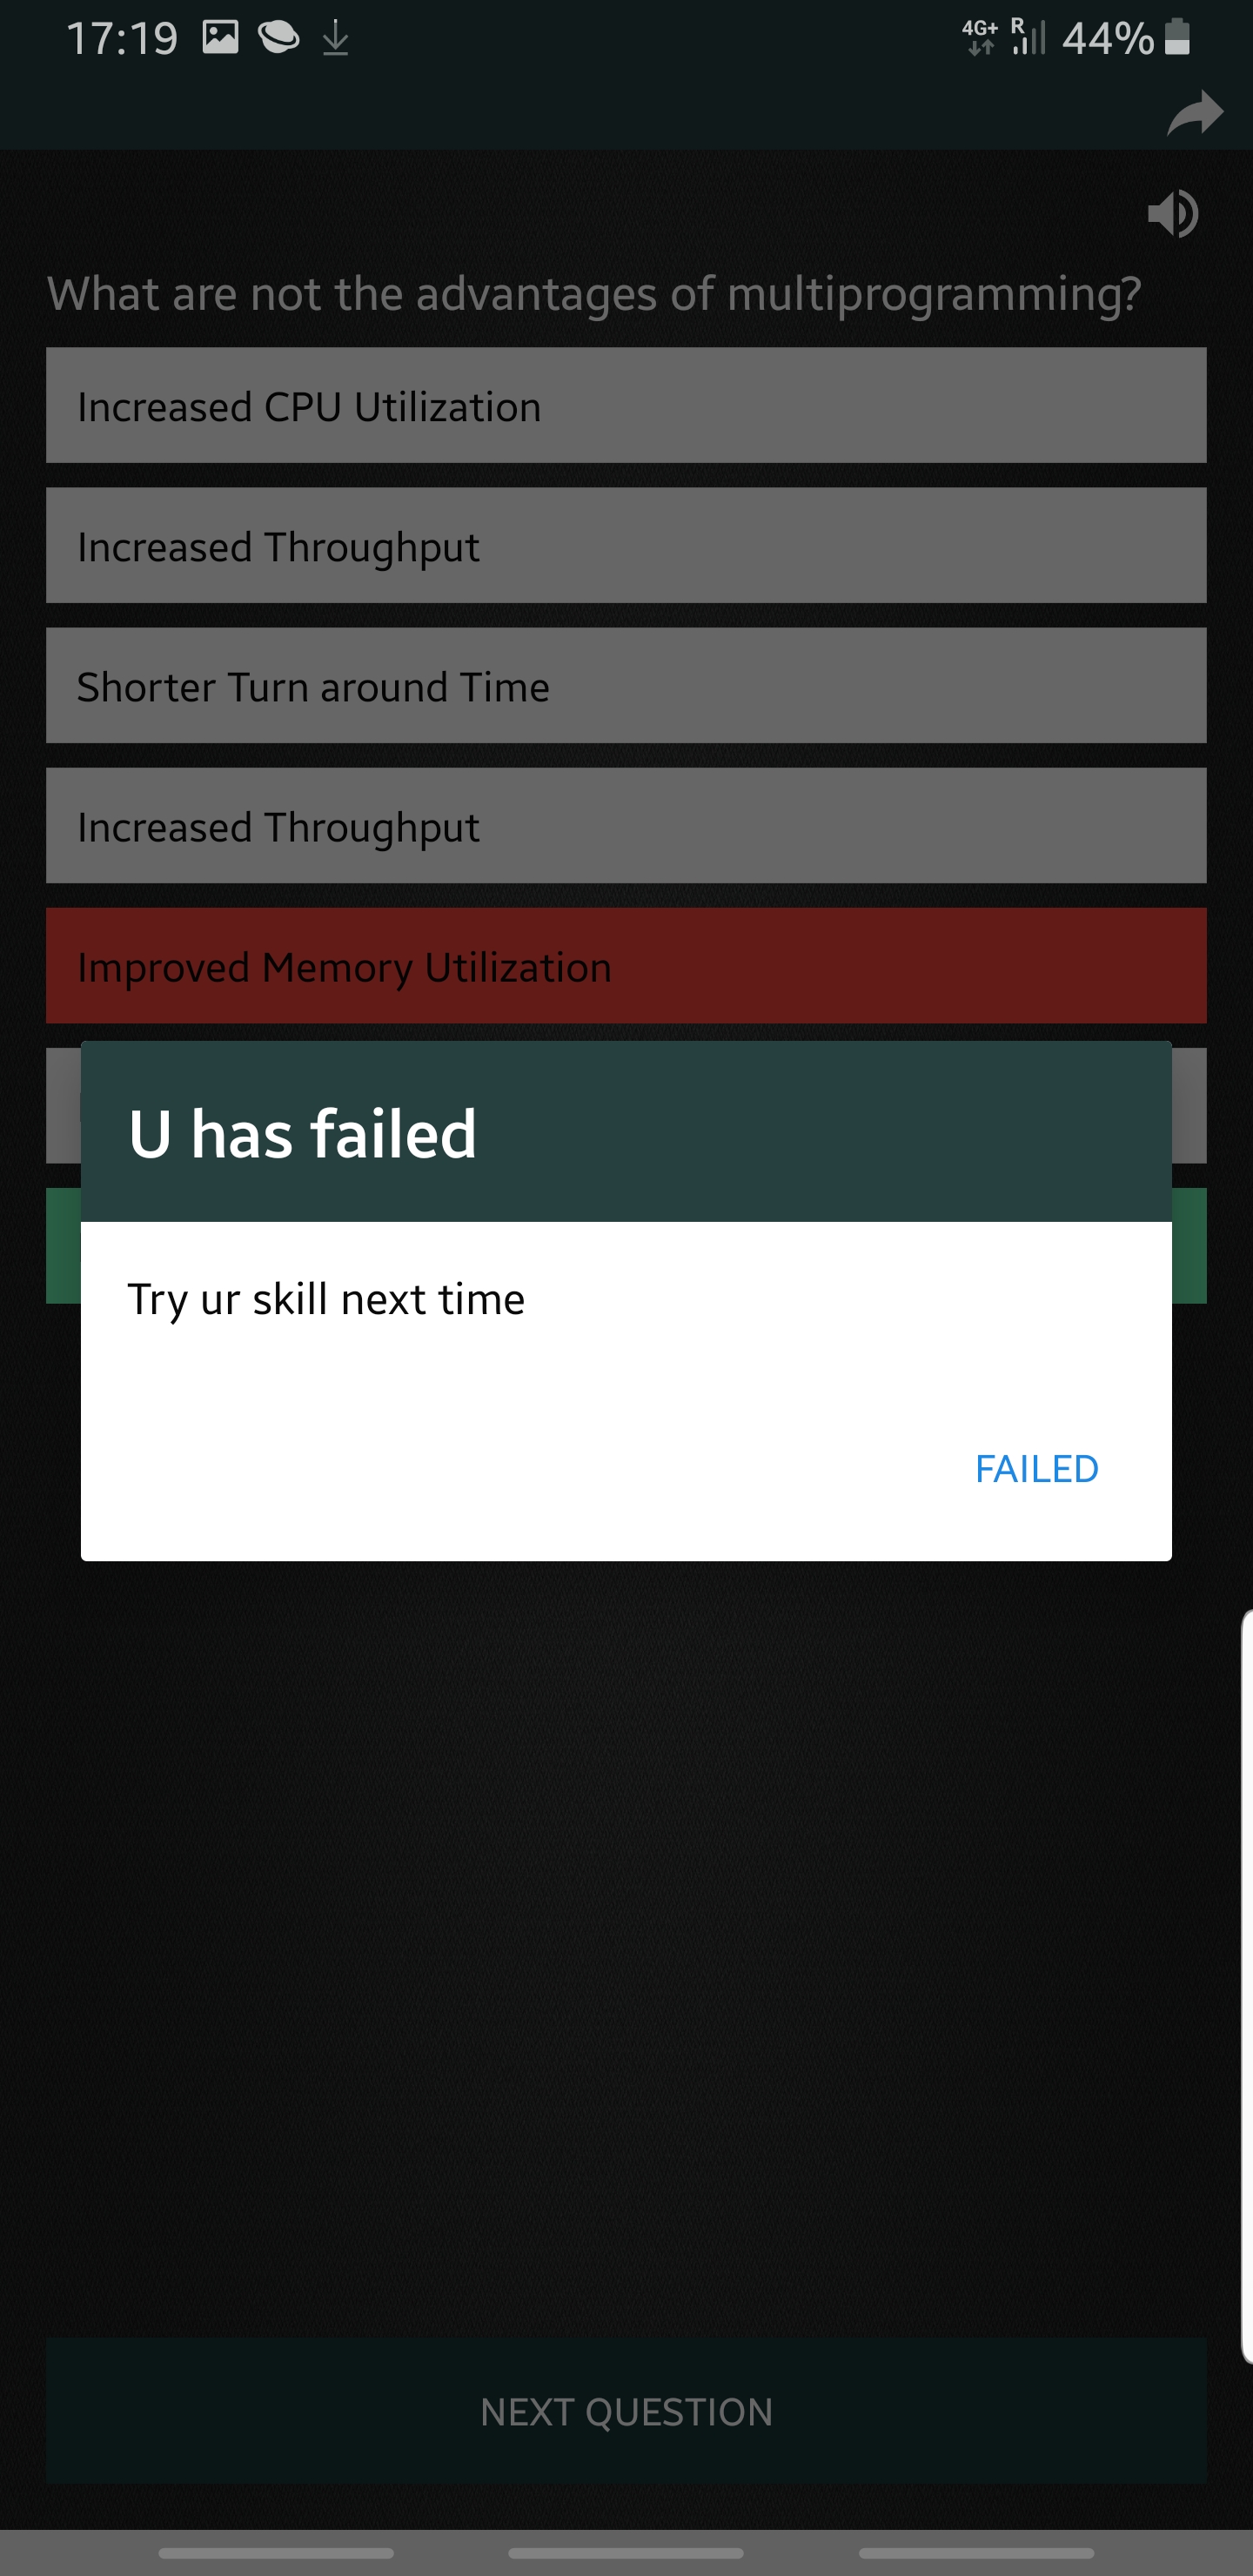 17:19 4G+ R 44%
What are not the advantages of multiprogramming?
Increased CPU Utilization
Increased Throughput
Shorter Turn around Time
Increased Throughput
Improved Memory Utilization
U has failed
Try ur skill next time
FAILED
NEXT QUESTION